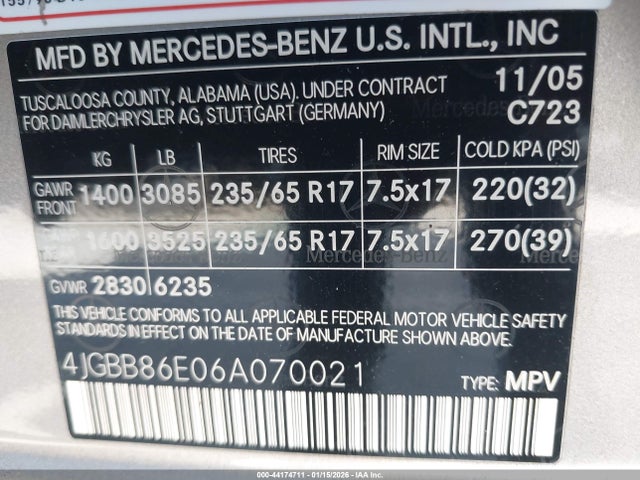 MFD BY MERCEDES-BENZ U.S. INTL., INC
TUSCALOOSA COUNTY, ALABAMA (USA). UNDER CONTRACT 11/05
FOR DAIMLERCHRYSLER AG, STUTTGART (GERMANY) C723
KG LB TIRES RIM SIZE COLD KPA (PSI)
GAWR FRONT 1400 3085 235/65 R17 7.5x17 220(32)
1600 3525 235/65 R17 7.5x17 270(39)
GVWR 2830 6235
THIS VEHICLE CONFORMS TO ALL APPLICABLE FEDERAL MOTOR VEHICLE SAFETY
STANDARDS IN EFFECT ON THE DATE OF MANUFACTURE SHOWN ABOVE.
4JGBB86E06A070021 TYPE: MPV
000-44174711 - 01/15/2026 - IAAI.COM